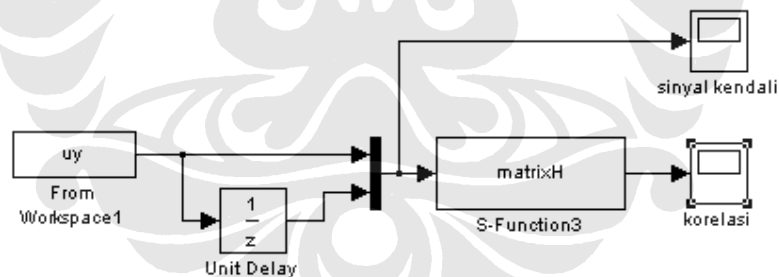 sinyal kendali
uy
From
Workspace1
1
z
Unit Delay
matrixH
S-Function3
korelasi